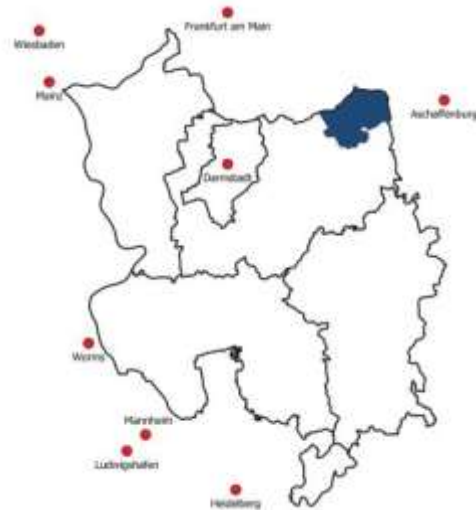 Frankfurt am Main
Wiesbaden
Mainz
Aschaffenburg
Darmstadt
Worms
Mannheim
Ludwigshafen
Heidelberg